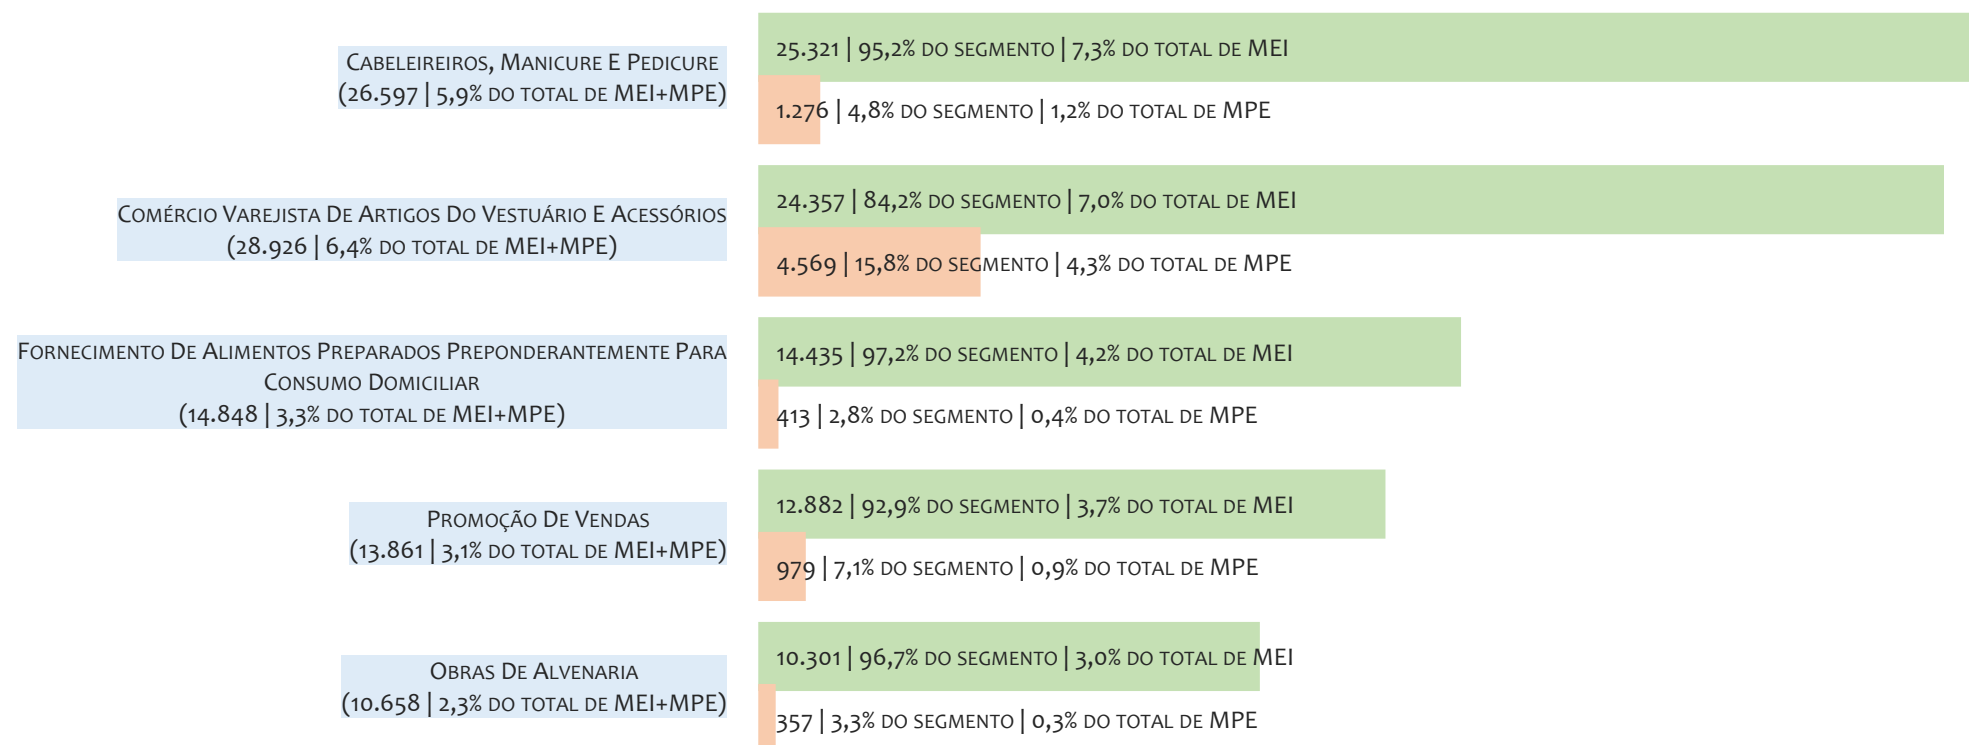 Cabeleireiros, Manicure E Pedicure
(26.597 | 5,9% do total de MEI+MPE)
25.321 | 95,2% do segmento | 7,3% do total de MEI
1.276 | 4,8% do segmento | 1,2% do total de MPE
Comércio Varejista De Artigos Do Vestuário E Acessórios
(28.926 | 6,4% do total de MEI+MPE)
24.357 | 84,2% do segmento | 7,0% do total de MEI
4.569 | 15,8% do segmento | 4,3% do total de MPE
Fornecimento De Alimentos Preparados Preponderantemente Para
Consumo Domiciliar
(14.848 | 3,3% do total de MEI+MPE)
14.435 | 97,2% do segmento | 4,2% do total de MEI
413 | 2,8% do segmento | 0,4% do total de MPE
Promoção De Vendas
(13.861 | 3,1% do total de MEI+MPE)
12.882 | 92,9% do segmento | 3,7% do total de MEI
979 | 7,1% do segmento | 0,9% do total de MPE
Obras De Alvenaria
(10.658 | 2,3% do total de MEI+MPE)
10.301 | 96,7% do segmento | 3,0% do total de MEI
357 | 3,3% do segmento | 0,3% do total de MPE